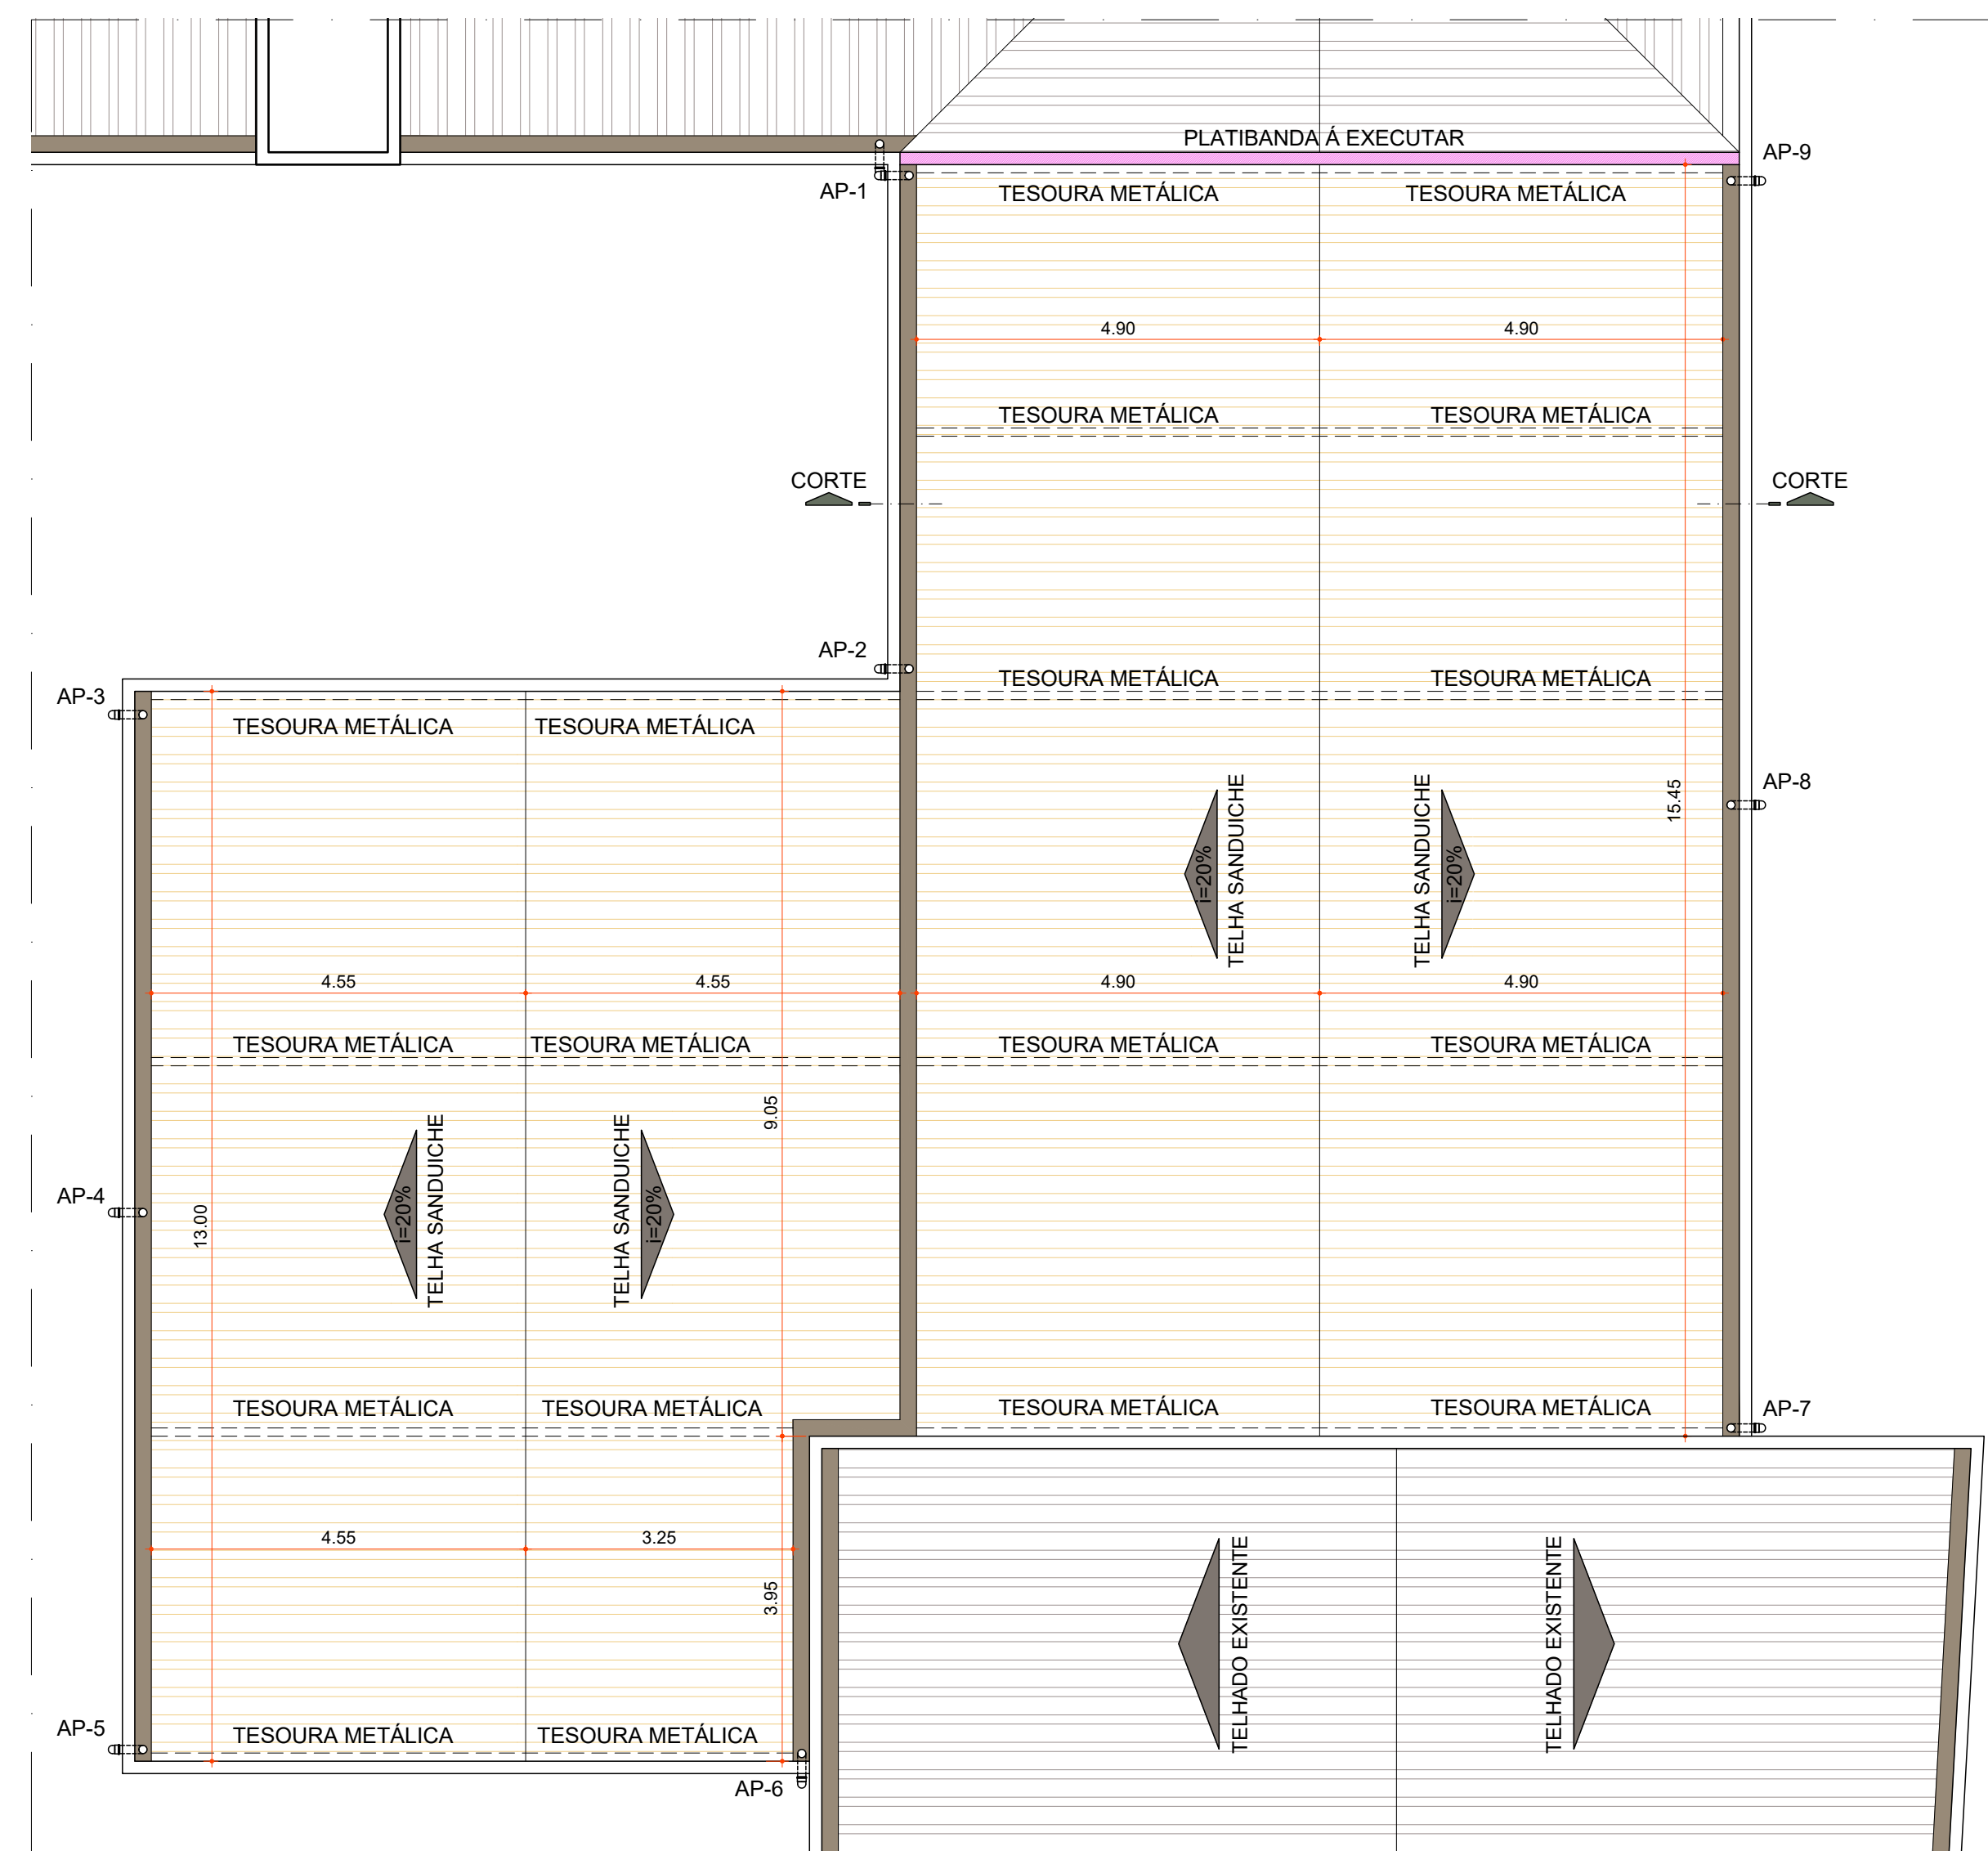 PLATIBANDA Á EXECUTAR
AP-9
AP-1
TESOURA METÁLICA
TESOURA METÁLICA
4.90
4.90
TESOURA METÁLICA
TESOURA METÁLICA
CORTE
CORTE
AP-2
TESOURA METÁLICA
TESOURA METÁLICA
AP-3
TESOURA METÁLICA
TESOURA METÁLICA
AP-8
15.45
i=20%
TELHA SANDUICHE
TELHA SANDUICHE
i=20%
4.55
4.55
4.90
4.90
TESOURA METÁLICA
TESOURA METÁLICA
TESOURA METÁLICA
TESOURA METÁLICA
9.05
AP-4
13.00
i=20%
TELHA SANDUICHE
TELHA SANDUICHE
i=20%
TESOURA METÁLICA
TESOURA METÁLICA
TESOURA METÁLICA
TESOURA METÁLICA
AP-7
4.55
3.25
3.95
TELHADO EXISTENTE
TELHADO EXISTENTE
AP-5
TESOURA METÁLICA
TESOURA METÁLICA
AP-6